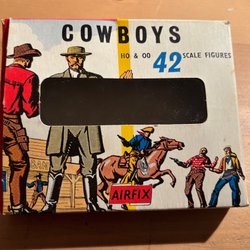 COWBOYS
HO & OO 42 SCALE FIGURES
AIRFIX